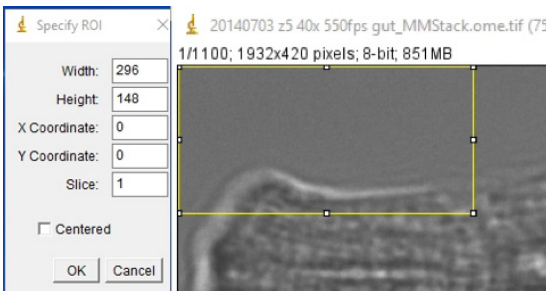 Specify ROI
Width: 296
Height: 148
X Coordinate: 0
Y Coordinate: 0
Slice: 1
Centered
OK Cancel
20140703 z5 40x 550fps gut_MMStack.ome.tif (75
1/1100; 1932x420 pixels; 8-bit; 851MB